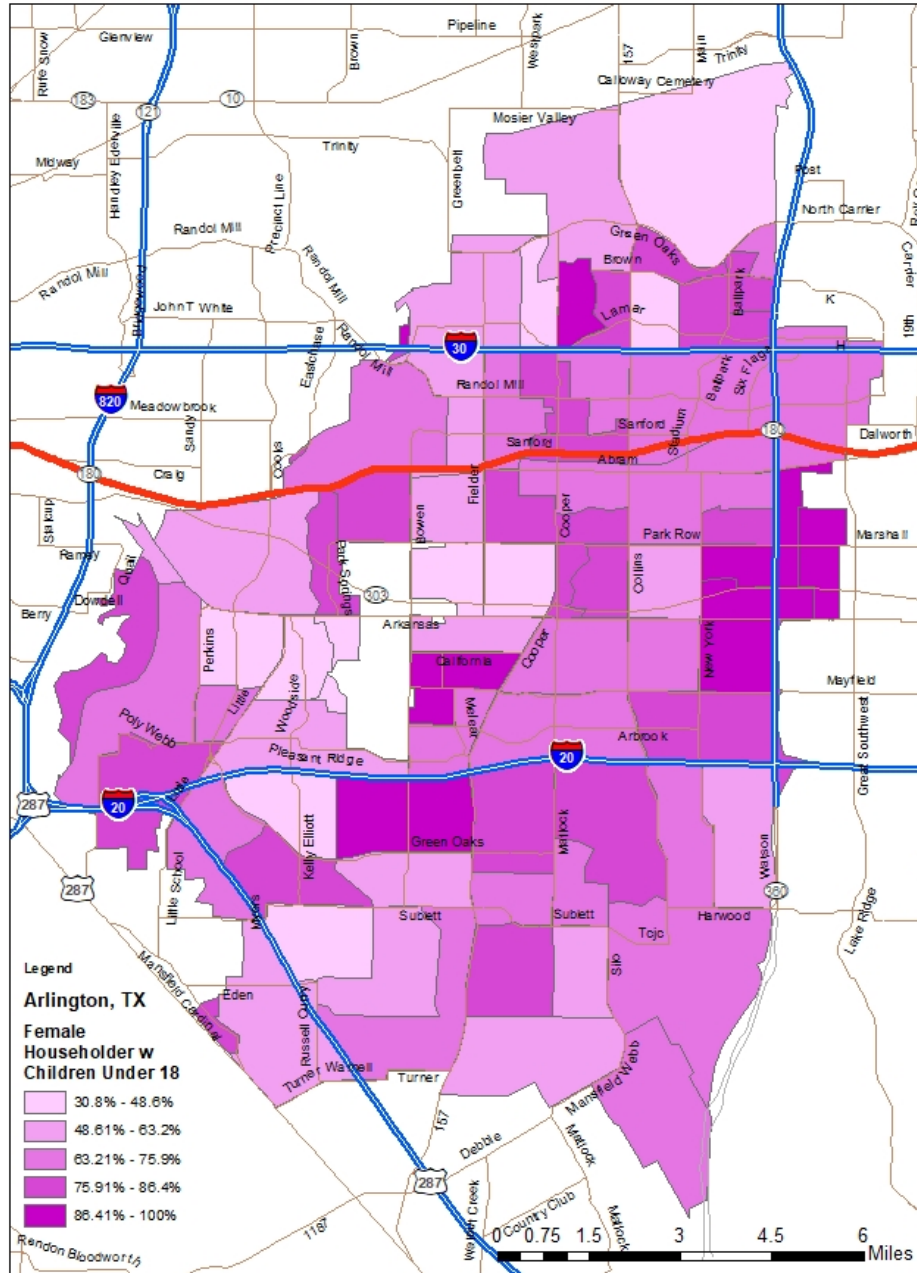 Pipeline
Glenview
Rufe Snow
Brown
Westpark
157
Main
Trinity
Calloway Cemetery
183
10
121
Handley Ederville
Mosier Valley
Trinity
Midway
Greenbelt
Precinct Line
Post
North Carrier
Randol Mill
Green Oaks
Brown
Carrier
Randol Mill
Randol Mill
Bridgewood
John T White
Lamar
Ballpark
K
19th
Eastchase
Randol Mill
30
H
820
Meadowbrook
Randol Mill
Ballpark
Six Flags
Sandy
Sanford
Sanford
Stadium
180
Dalworth
Abram
180
Craig
Cooks
Fielder
Bowen
Cooper
Stalcup
Park Row
Marshall
Ramey
Quail
Park Springs
Collins
Dowdell
303
Berry
Arkansas
Perkins
California
Cooper
New York
Mayfield
Little
Woodside
Poly Webb
Melear
Arbrook
Pleasant Ridge
20
Great Southwest
287
20
Little
Kelly Elliott
Green Oaks
Matlock
Watson
287
Little School
360
Sublett
Sublett
Harwood
Tcjc
Lake Ridge
Silo
Legend
Arlington, TX
Female
Householder w
Children Under 18
30.8% - 48.6%
48.61% - 63.2%
63.21% - 75.9%
75.91% - 86.4%
86.41% - 100%
Eden
Russell Curry
Turner Warnell
Turner
Mansfield Webb
157
Debbie
Matlock
287
Walnut Creek
Country Club
Matlock
1187
Rendon Bloodworth
0 0.75 1.5 3 4.5 6
Miles